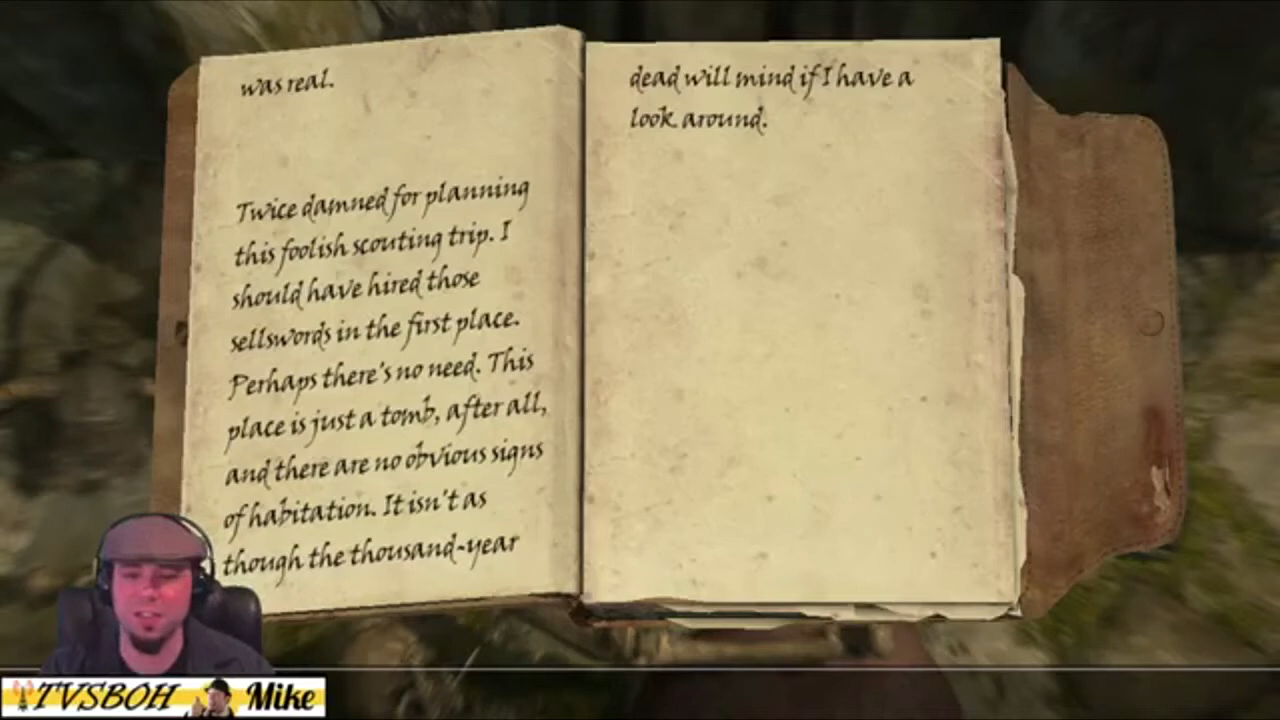 was real.
Twice damned for planning
this foolish scouting trip. I
should have hired those
sellswords in the first place.
Perhaps there's no need. This
place is just a tomb, after all,
and there are no obvious signs
of habitation. It isn't as
though the thousand-year
dead will mind if I have a
look around.
TVSBOH Mike